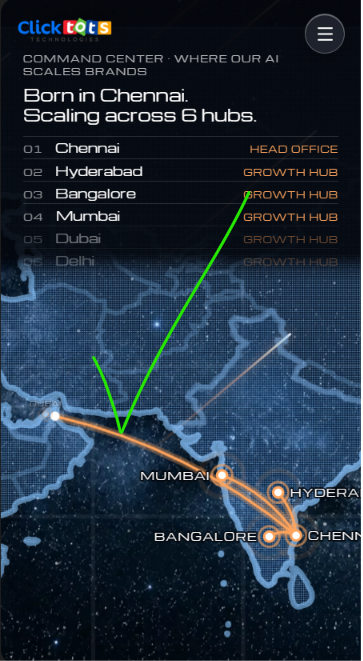 Clicktots
TECHNOLOGIES
COMMAND CENTER · WHERE OUR AI
SCALES BRANDS
Born in Chennai.
Scaling across 6 hubs.
01 Chennai HEAD OFFICE
02 Hyderabad GROWTH HUB
03 Bangalore GROWTH HUB
04 Mumbai GROWTH HUB
05 Dubai GROWTH HUB
06 Delhi GROWTH HUB
MUMBAI
HYDERA
BANGALORE
CHENN